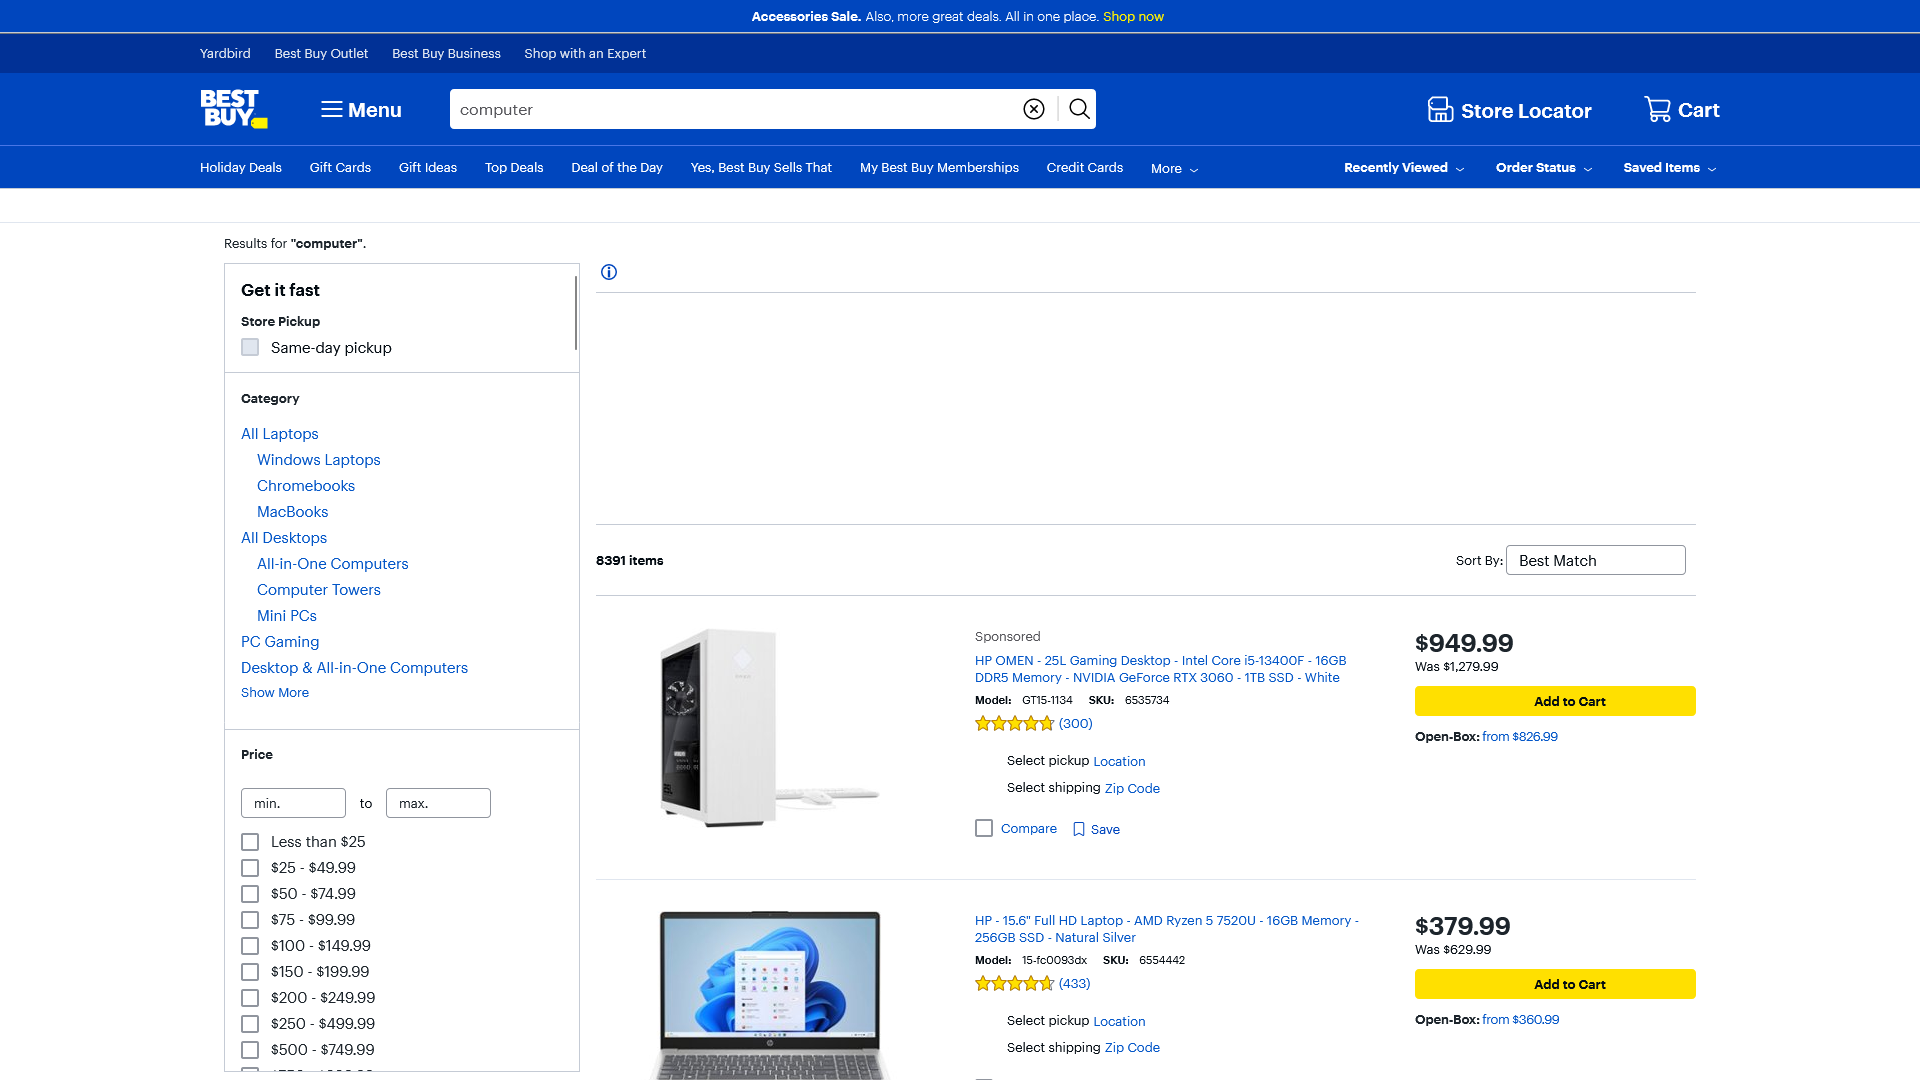 Accessories Sale. Also, more great deals. All in one place. Shop now
Yardbird Best Buy Outlet Best Buy Business Shop with an Expert
BEST BUY
Menu
computer
Store Locator
Cart
Holiday Deals Gift Cards Gift Ideas Top Deals Deal of the Day Yes, Best Buy Sells That My Best Buy Memberships Credit Cards More
Recently Viewed Order Status Saved Items
Results for "computer".
Get it fast
Store Pickup
Same-day pickup
Category
All Laptops
Windows Laptops
Chromebooks
MacBooks
All Desktops
All-in-One Computers
Computer Towers
Mini PCs
PC Gaming
Desktop & All-in-One Computers
Show More
Price
min. to max.
Less than $25
$25 - $49.99
$50 - $74.99
$75 - $99.99
$100 - $149.99
$150 - $199.99
$200 - $249.99
$250 - $499.99
$500 - $749.99
8391 items
Sort By: Best Match
Sponsored
HP OMEN - 25L Gaming Desktop - Intel Core i5-13400F - 16GB
DDR5 Memory - NVIDIA GeForce RTX 3060 - 1TB SSD - White
Model: GT15-1134 SKU: 6535734
(300)
Select pickup Location
Select shipping Zip Code
Compare Save
$949.99
Was $1,279.99
Add to Cart
Open-Box: from $826.99
HP - 15.6" Full HD Laptop - AMD Ryzen 5 7520U - 16GB Memory -
256GB SSD - Natural Silver
Model: 15-fc0093dx SKU: 6554442
(433)
Select pickup Location
Select shipping Zip Code
$379.99
Was $629.99
Add to Cart
Open-Box: from $360.99